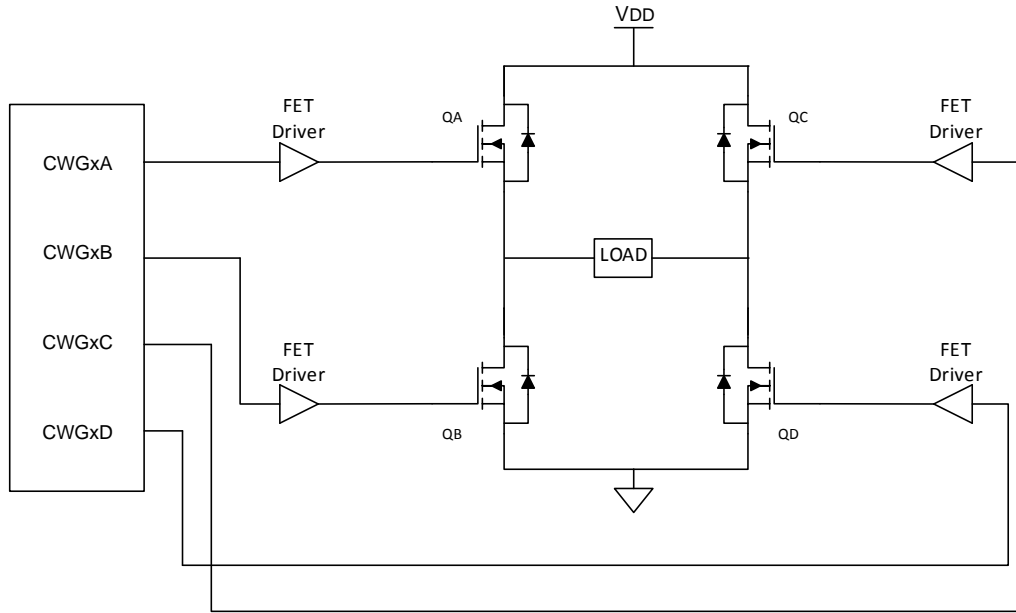 VDD
FET
Driver
QA
QC
FET
Driver
CWGxA
CWGxB
LOAD
CWGxC
FET
Driver
FET
Driver
CWGxD
QB
QD